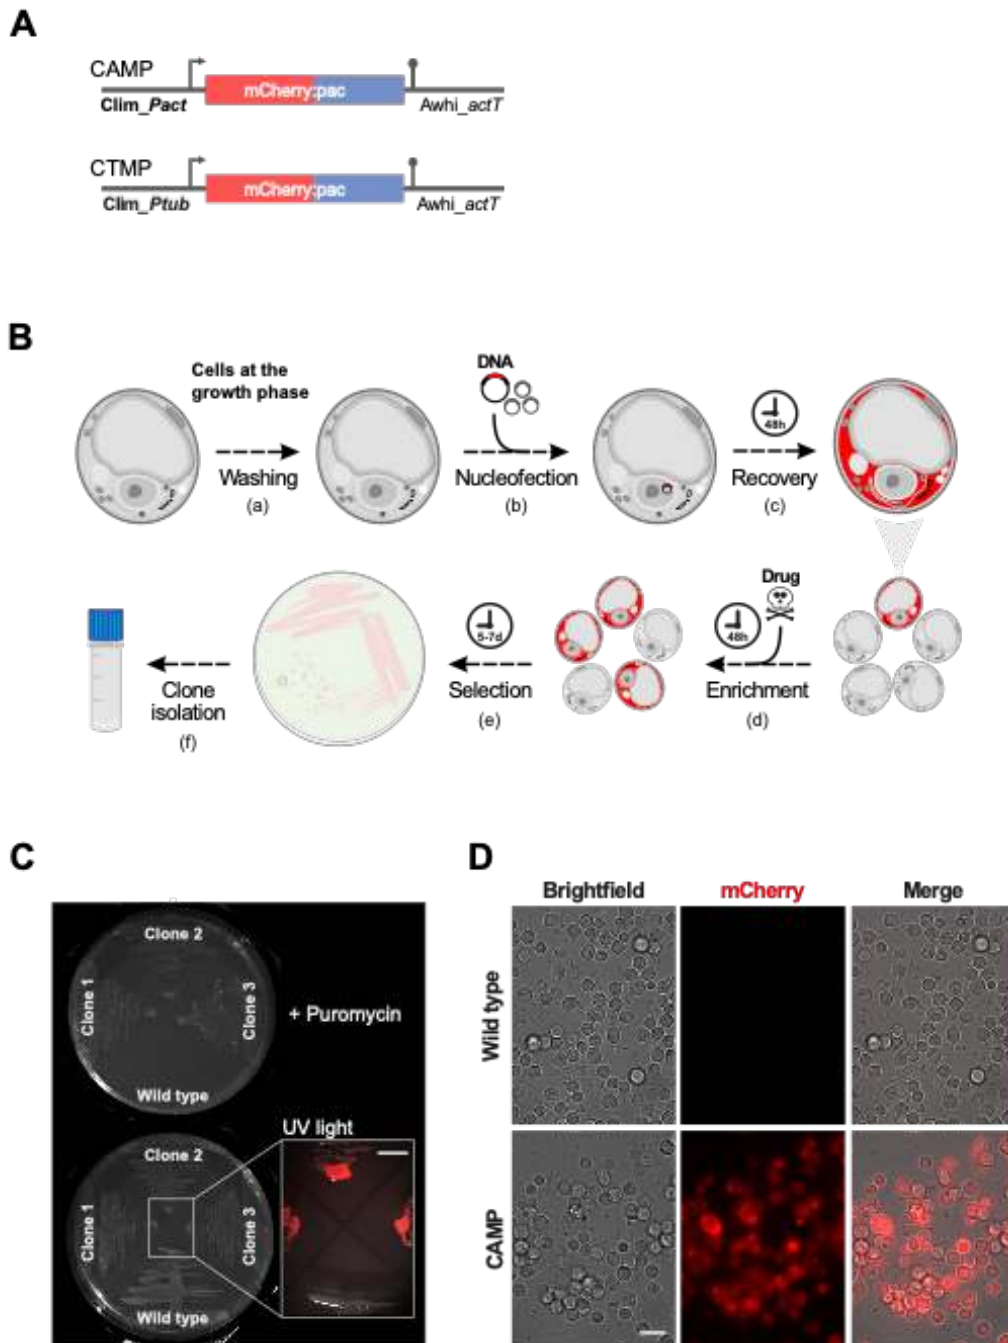 A
CAMP
mCherry:pac
Clim_Pact
Awhi_actT
CTMP
mCherry:pac
Clim_Ptub
Awhi_actT
B
Cells at the
growth phase
DNA
48h
Washing
Nucleofection
Recovery
(a)
(b)
(c)
Drug
5-7d
48h
Clone
isolation
Selection
Enrichment
(f)
(e)
(d)
C
Clone 2
Clone 1
Clone 3
+ Puromycin
Wild type
UV light
Clone 2
Clone 1
Clone 3
Wild type
D
Brightfield
mCherry
Merge
Wild type
CAMP